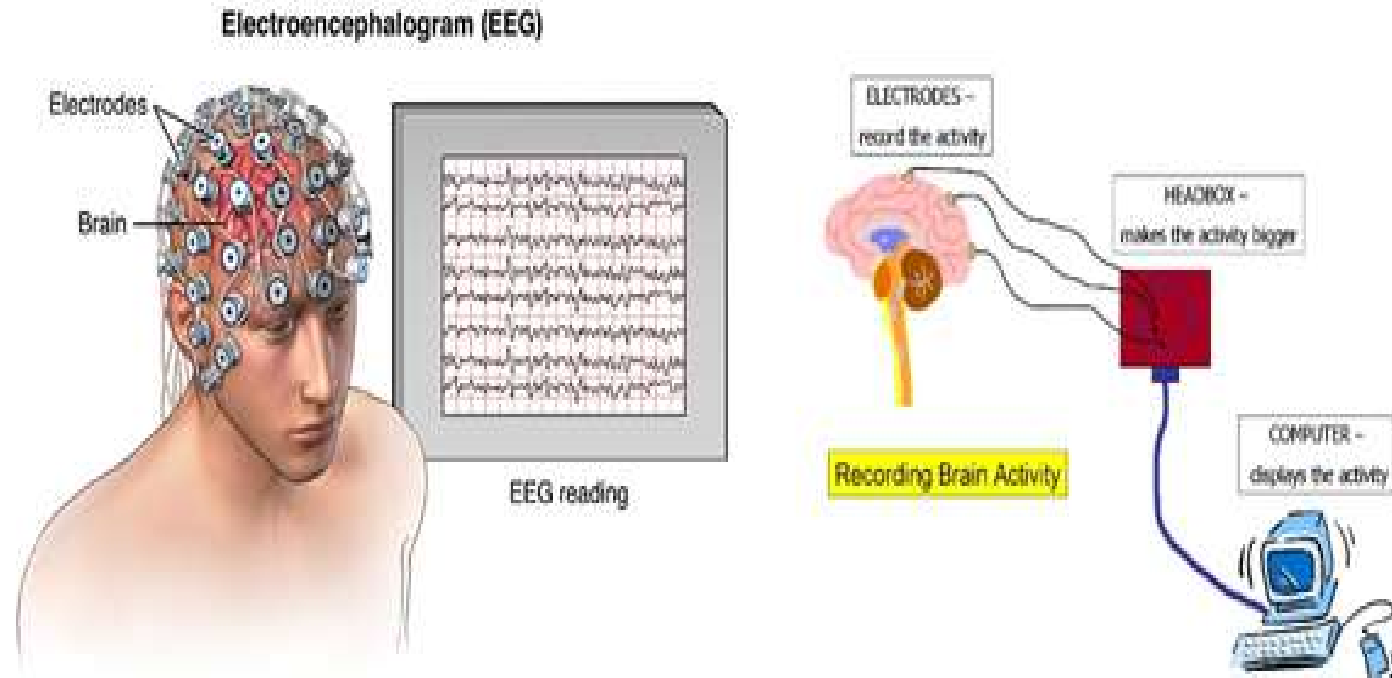 Electroencephalogram (EEG)
Electrodes
Brain
EEG reading
ELECTRODES –
record the activity
HEADBOX –
makes the activity bigger
Recording Brain Activity
COMPUTER –
displays the activity